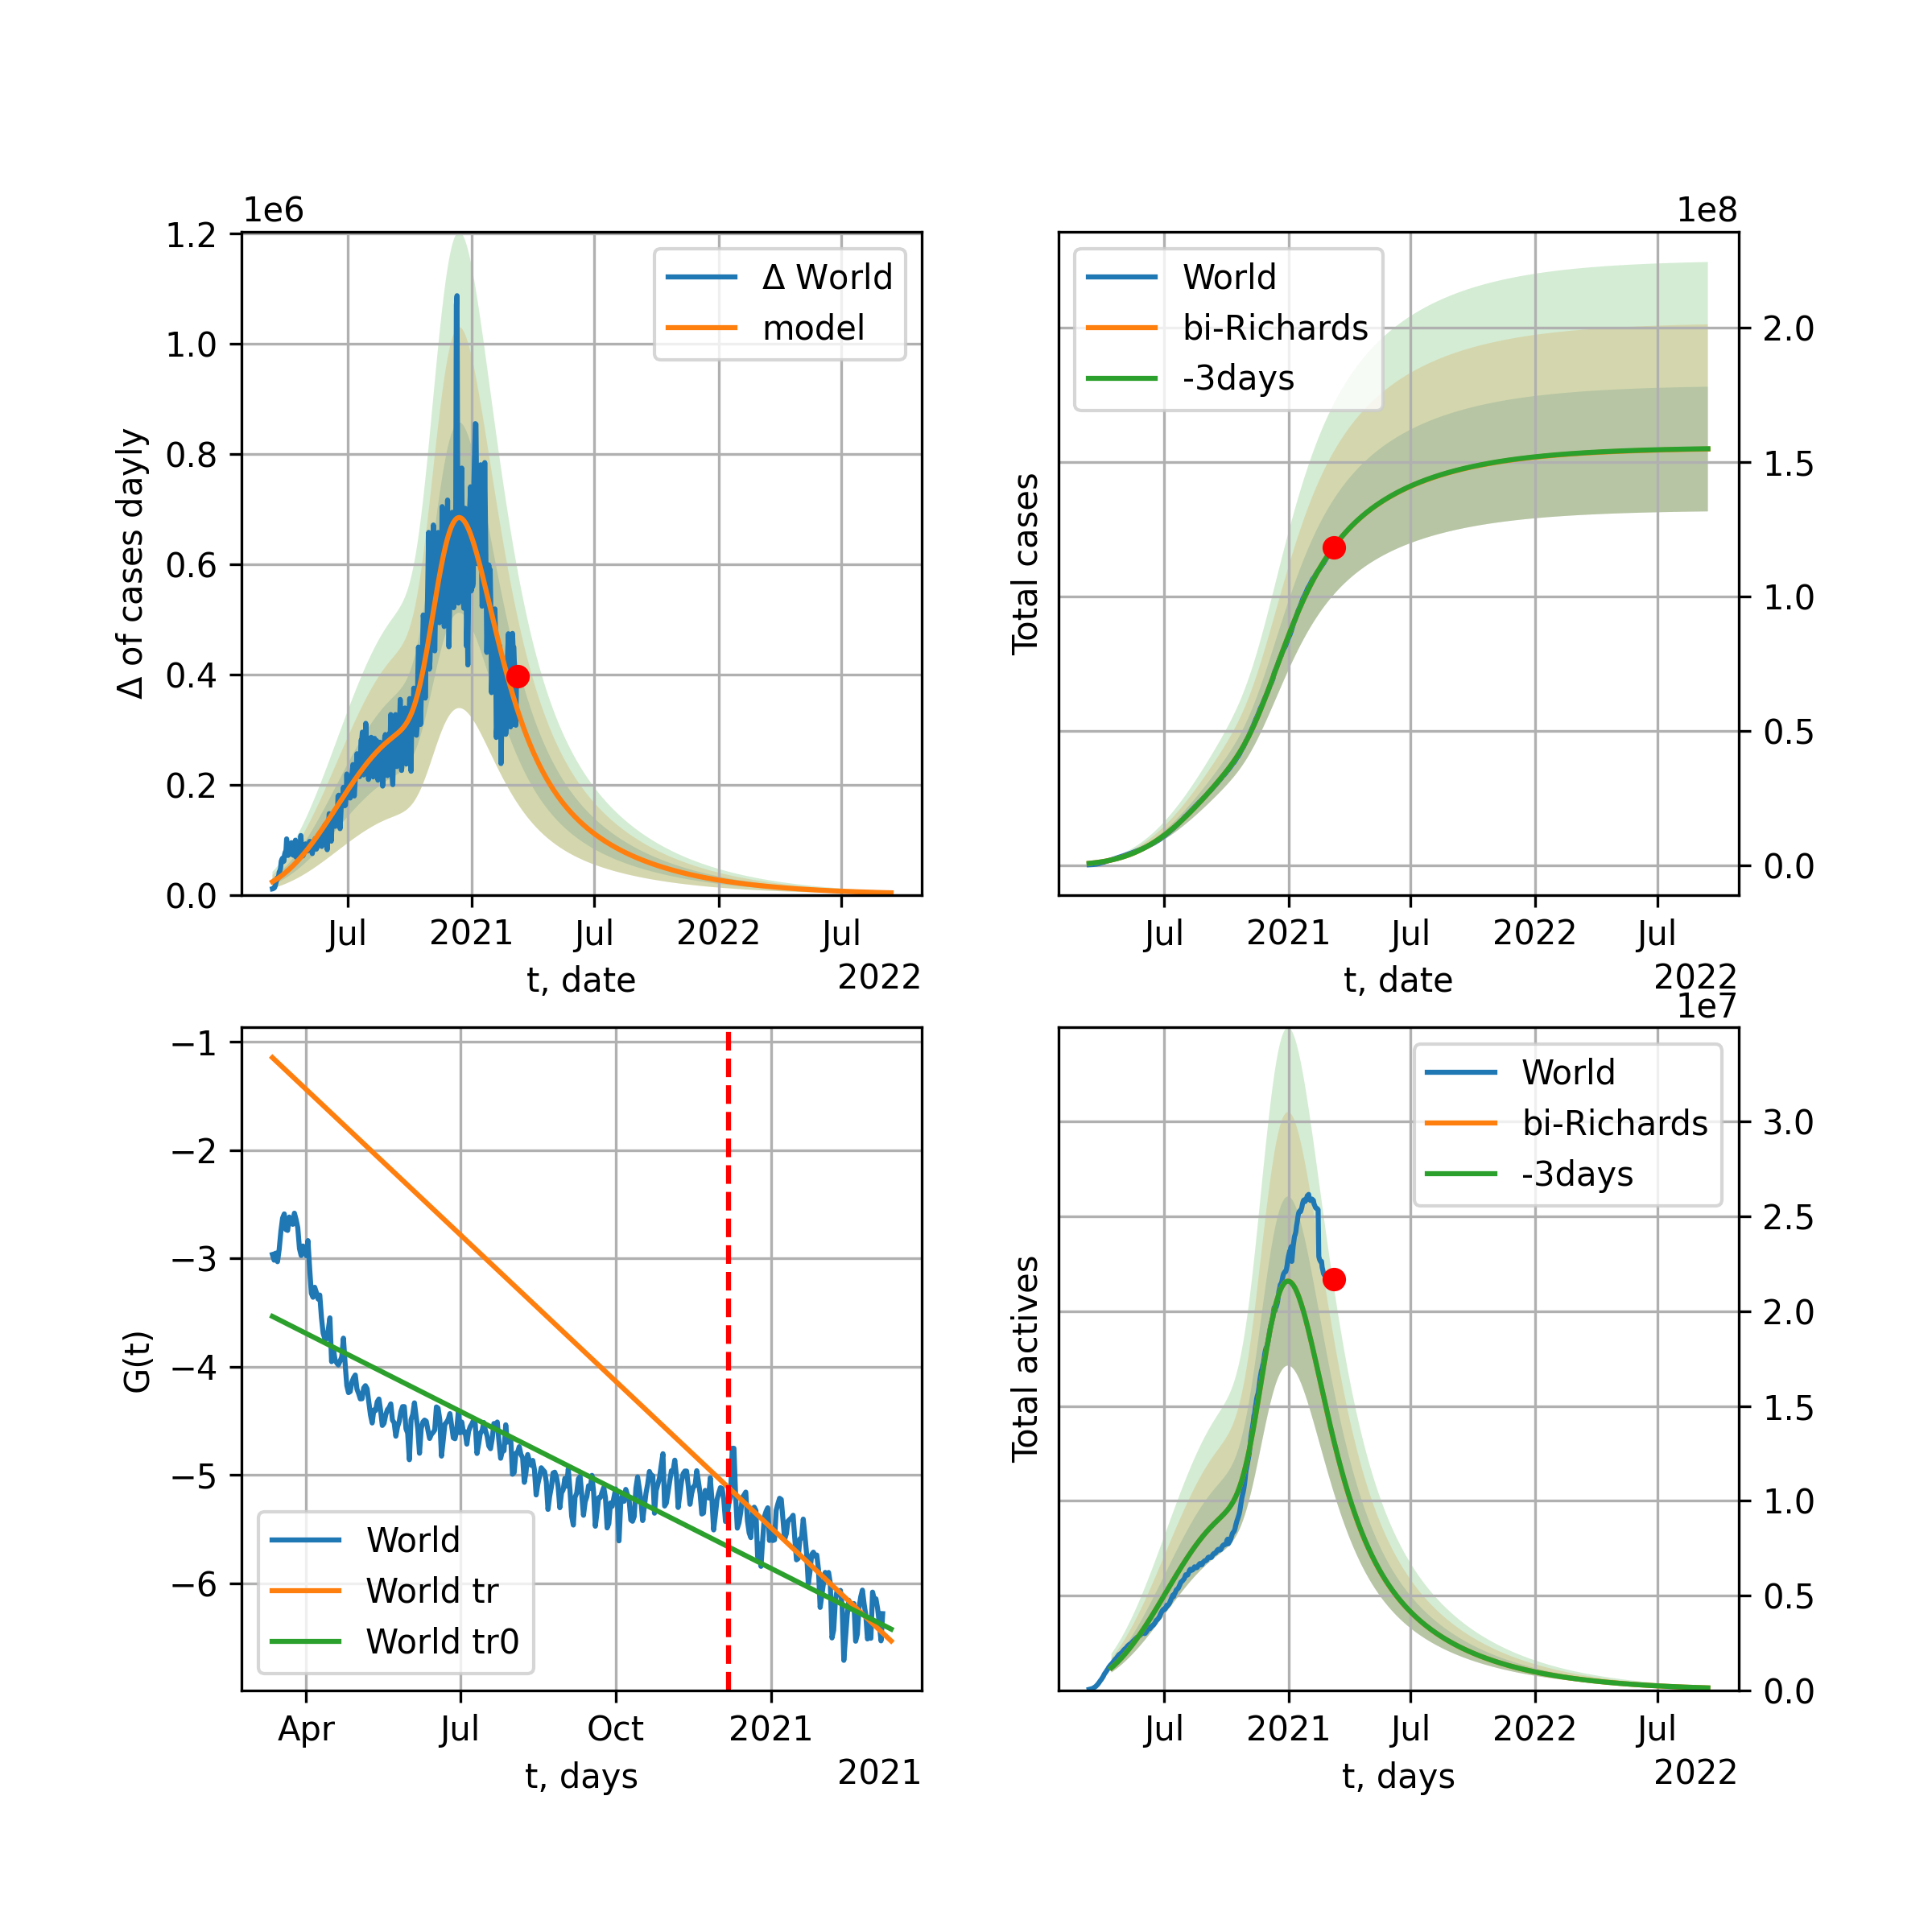 1e6
1.2
1.0
0.8
0.6
0.4
0.2
0.0
Δ of cases dayly
Δ World
model
Jul 2021 Jul 2022 Jul
t, date
2022
1e8
World
bi-Richards
-3days
Total cases
2.0
1.5
1.0
0.5
0.0
Jul 2021 Jul 2022 Jul
t, date
2022
−1
−2
−3
−4
−5
−6
G(t)
World
World tr
World tr0
Apr Jul Oct 2021
t, days
2021
1e7
World
bi-Richards
-3days
Total actives
3.0
2.5
2.0
1.5
1.0
0.5
0.0
Jul 2021 Jul 2022 Jul
t, days
2022